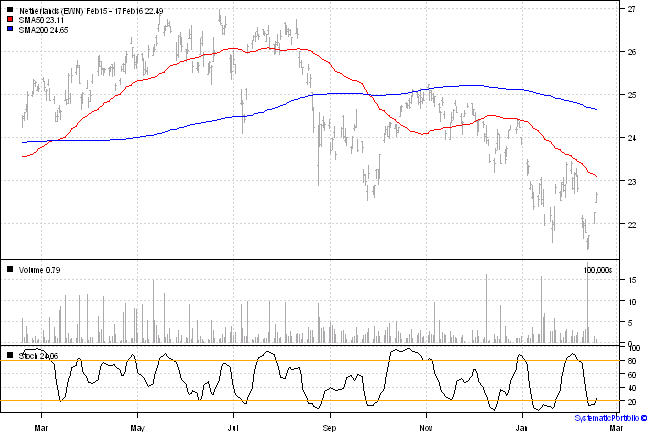 Netherlands (EWN) Feb15 - 17Feb16 22.49
SMA50 23.11
SMA200 24.65
27
26
25
24
23
22
Volume 0.79
100,000s
15
10
5
0
Stoch 24.06
100
80
60
40
20
SystematicPortfolio ©
Mar May Jul Sep Nov Jan Mar